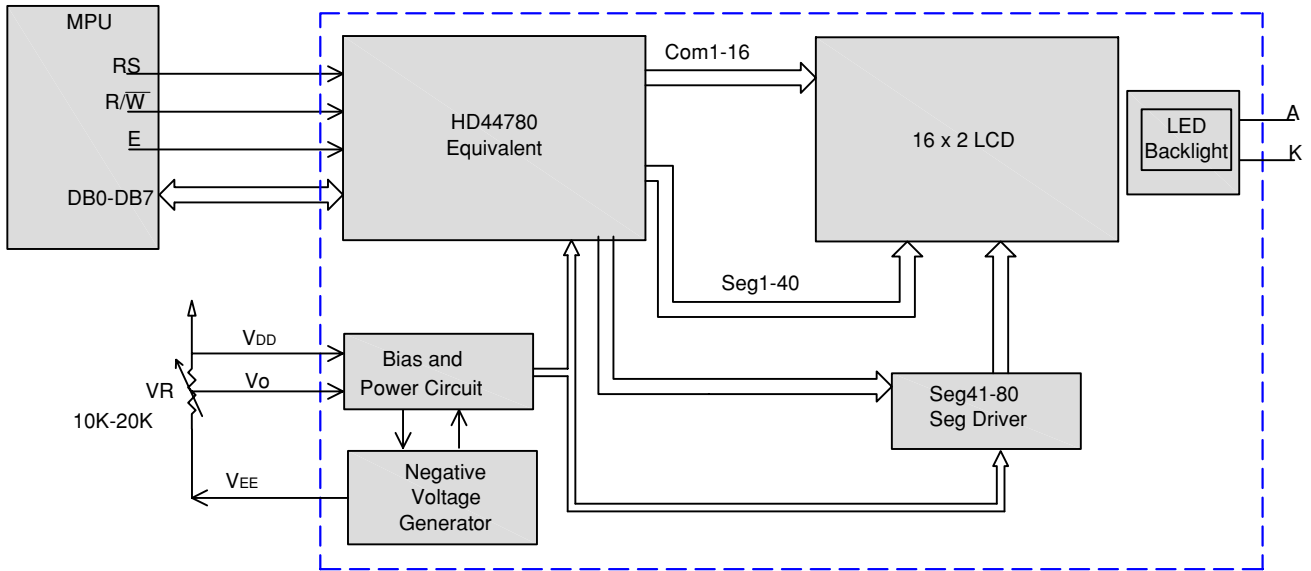 MPU
RS
R/W̅
E
DB0-DB7
HD44780
Equivalent
Com1-16
Seg1-40
16 x 2 LCD
LED
Backlight
A
K
VDD
Vo
VR
10K-20K
VEE
Bias and
Power Circuit
Negative
Voltage
Generator
Seg41-80
Seg Driver